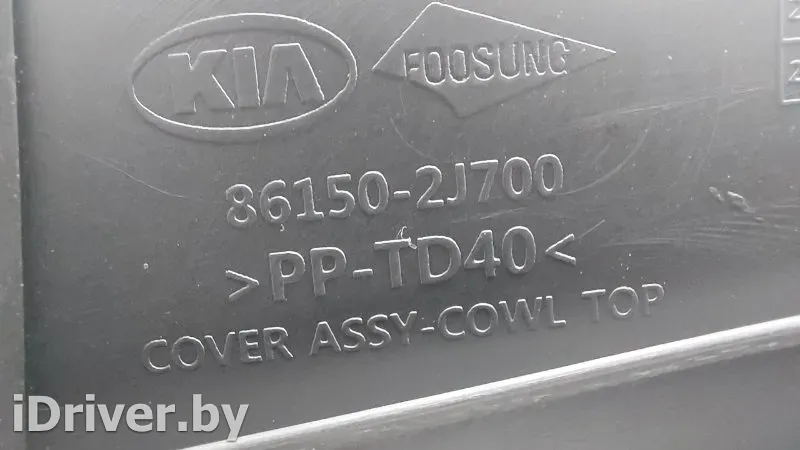 KIA FOOSUNG
86150-2J700
>PP-TD40<
COVER ASSY-COWL TOP
iDriver.by